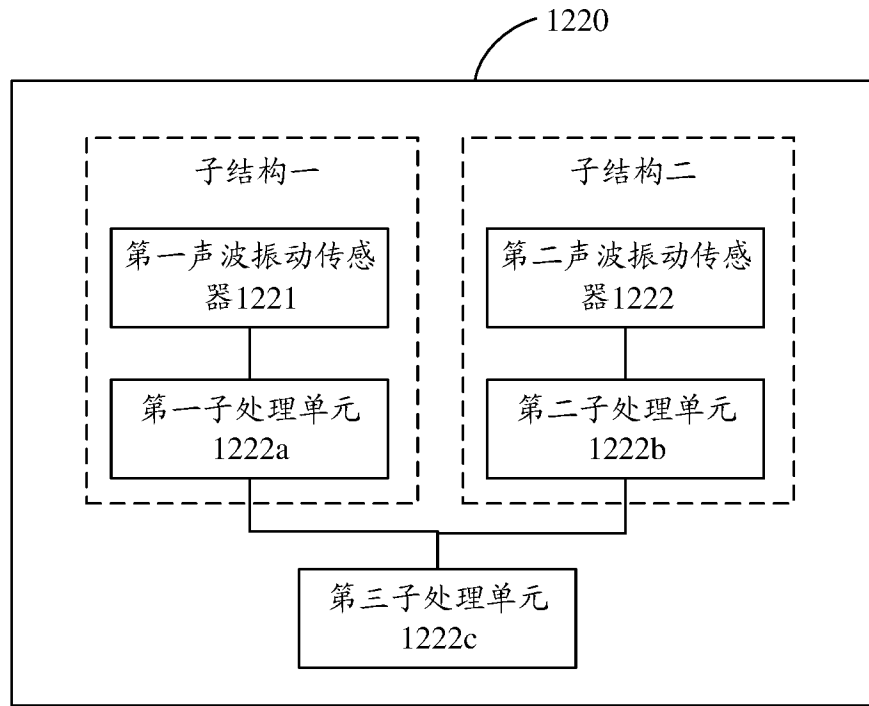 1220
子结构一
子结构二
第一声波振动传感
器1221
第二声波振动传感
器1222
第一子处理单元
1222a
第二子处理单元
1222b
第三子处理单元
1222c